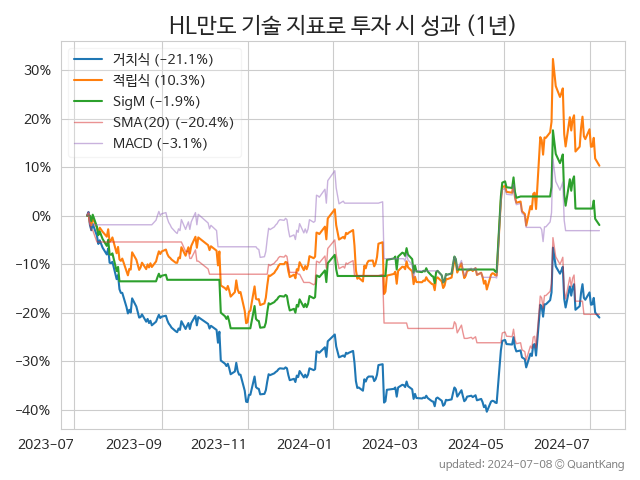 HL만도 기술 지표로 투자 시 성과 (1년)
거치식 (−21.1%)
적립식 (10.3%)
SigM (−1.9%)
SMA(20) (−20.4%)
MACD (−3.1%)
30%
20%
10%
0%
−10%
−20%
−30%
−40%
2023-07
2023-09
2023-11
2024-01
2024-03
2024-05
2024-07
updated: 2024-07-08 © QuantKang